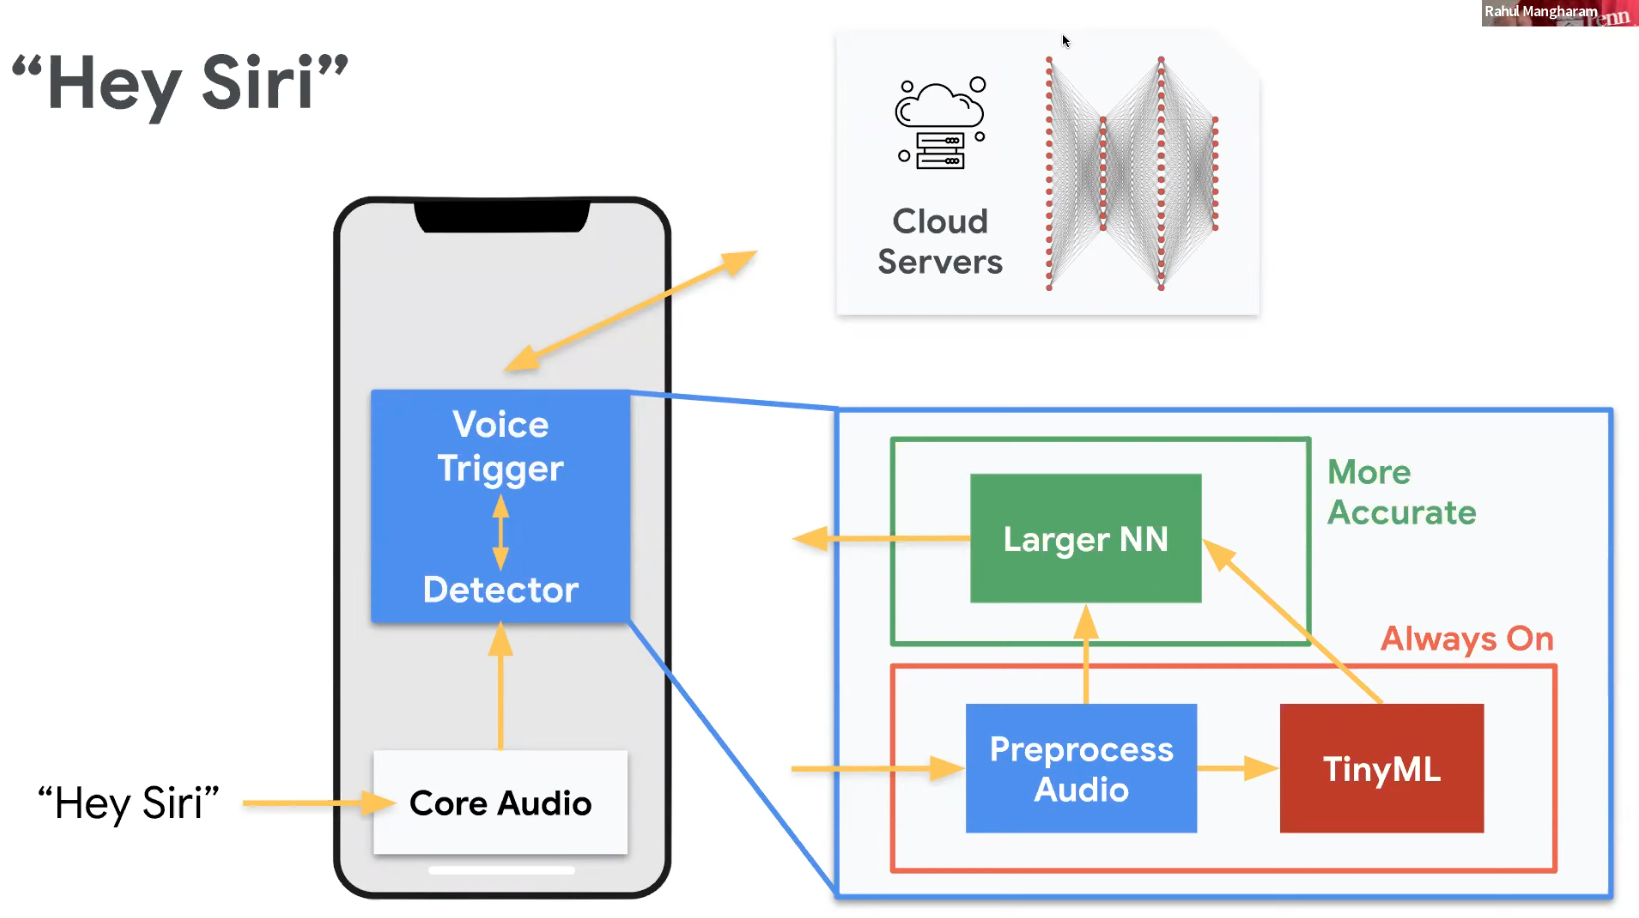 Rahul Mangharam
Penn
“Hey Siri”
Cloud
Servers
Voice
Trigger
Detector
“Hey Siri”
Core Audio
More
Accurate
Larger NN
Always On
Preprocess
Audio
TinyML